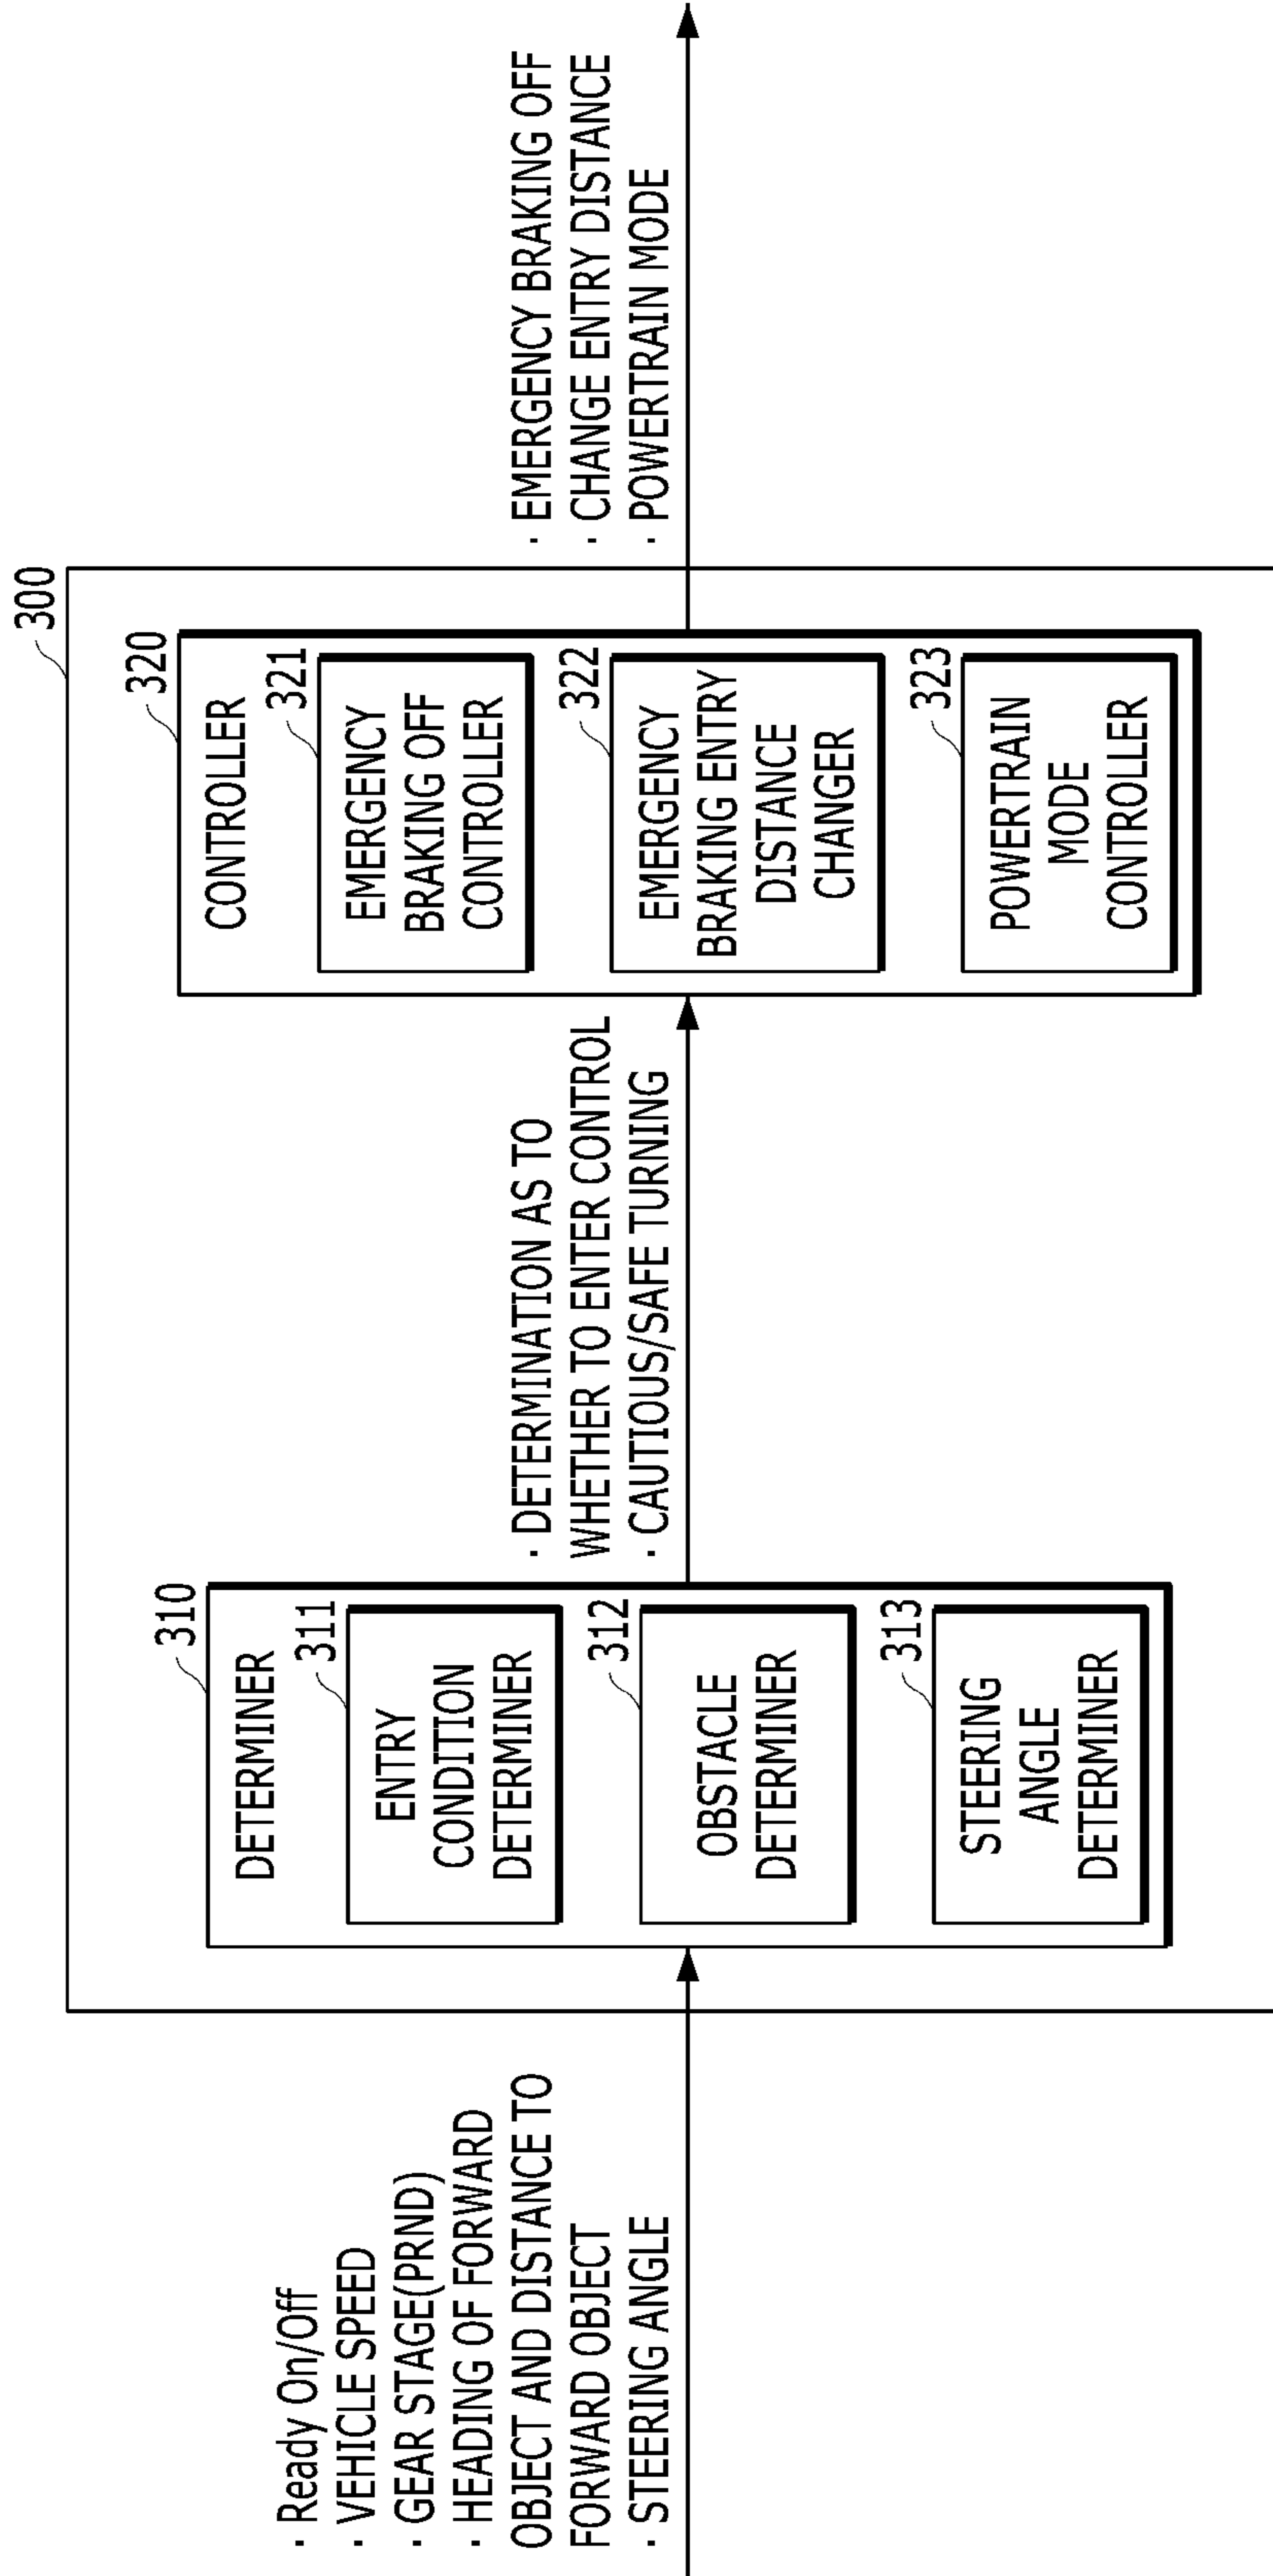 · Ready On/Off
· VEHICLE SPEED
· GEAR STAGE(PRND)
· HEADING OF FORWARD
OBJECT AND DISTANCE TO
FORWARD OBJECT
· STEERING ANGLE
310
DETERMINER
311
ENTRY
CONDITION
DETERMINER
312
OBSTACLE
DETERMINER
313
STEERING
ANGLE
DETERMINER
· DETERMINATION AS TO
WHETHER TO ENTER CONTROL
· CAUTIOUS/SAFE TURNING
300
320
CONTROLLER
321
EMERGENCY
BRAKING OFF
CONTROLLER
322
EMERGENCY
BRAKING ENTRY
DISTANCE
CHANGER
323
POWERTRAIN
MODE
CONTROLLER
· EMERGENCY BRAKING OFF
· CHANGE ENTRY DISTANCE
· POWERTRAIN MODE